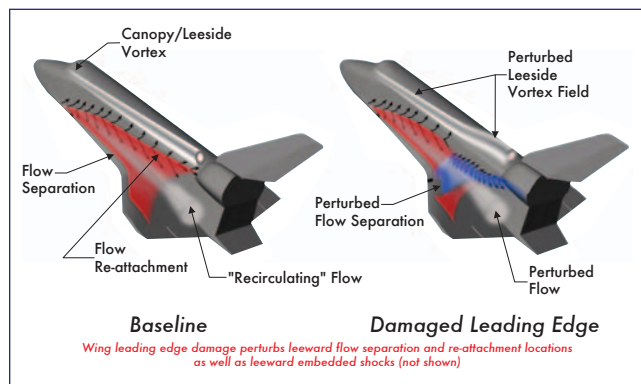 Canopy/Leeside
Vortex
Flow
Separation
Flow
Re-attachment
"Recirculating" Flow
Perturbed
Leeside
Vortex Field
Perturbed
Flow Separation
Perturbed
Flow
Baseline
Damaged Leading Edge
Wing leading edge damage perturbs leeward flow separation and re-attachment locations
as well as leeward embedded shocks (not shown)